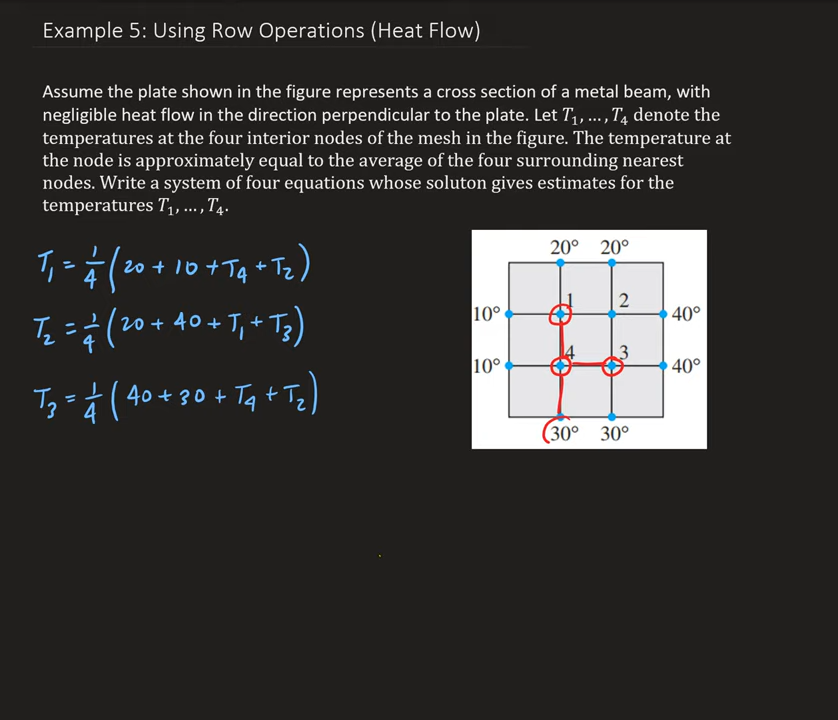 Example 5: Using Row Operations (Heat Flow)
Assume the plate shown in the figure represents a cross section of a metal beam, with
negligible heat flow in the direction perpendicular to the plate. Let T₁, ..., T₄ denote the
temperatures at the four interior nodes of the mesh in the figure. The temperature at
the node is approximately equal to the average of the four surrounding nearest
nodes. Write a system of four equations whose soluton gives estimates for the
temperatures T₁, ..., T₄.
T₁ = 1/4 (20 + 10 + T₄ + T₂)
T₂ = 1/4 (20 + 40 + T₁ + T₃)
T₃ = 1/4 (40 + 30 + T₄ + T₂)
20° 20°
1 2
10° 40°
4 3
10° 40°
30° 30°